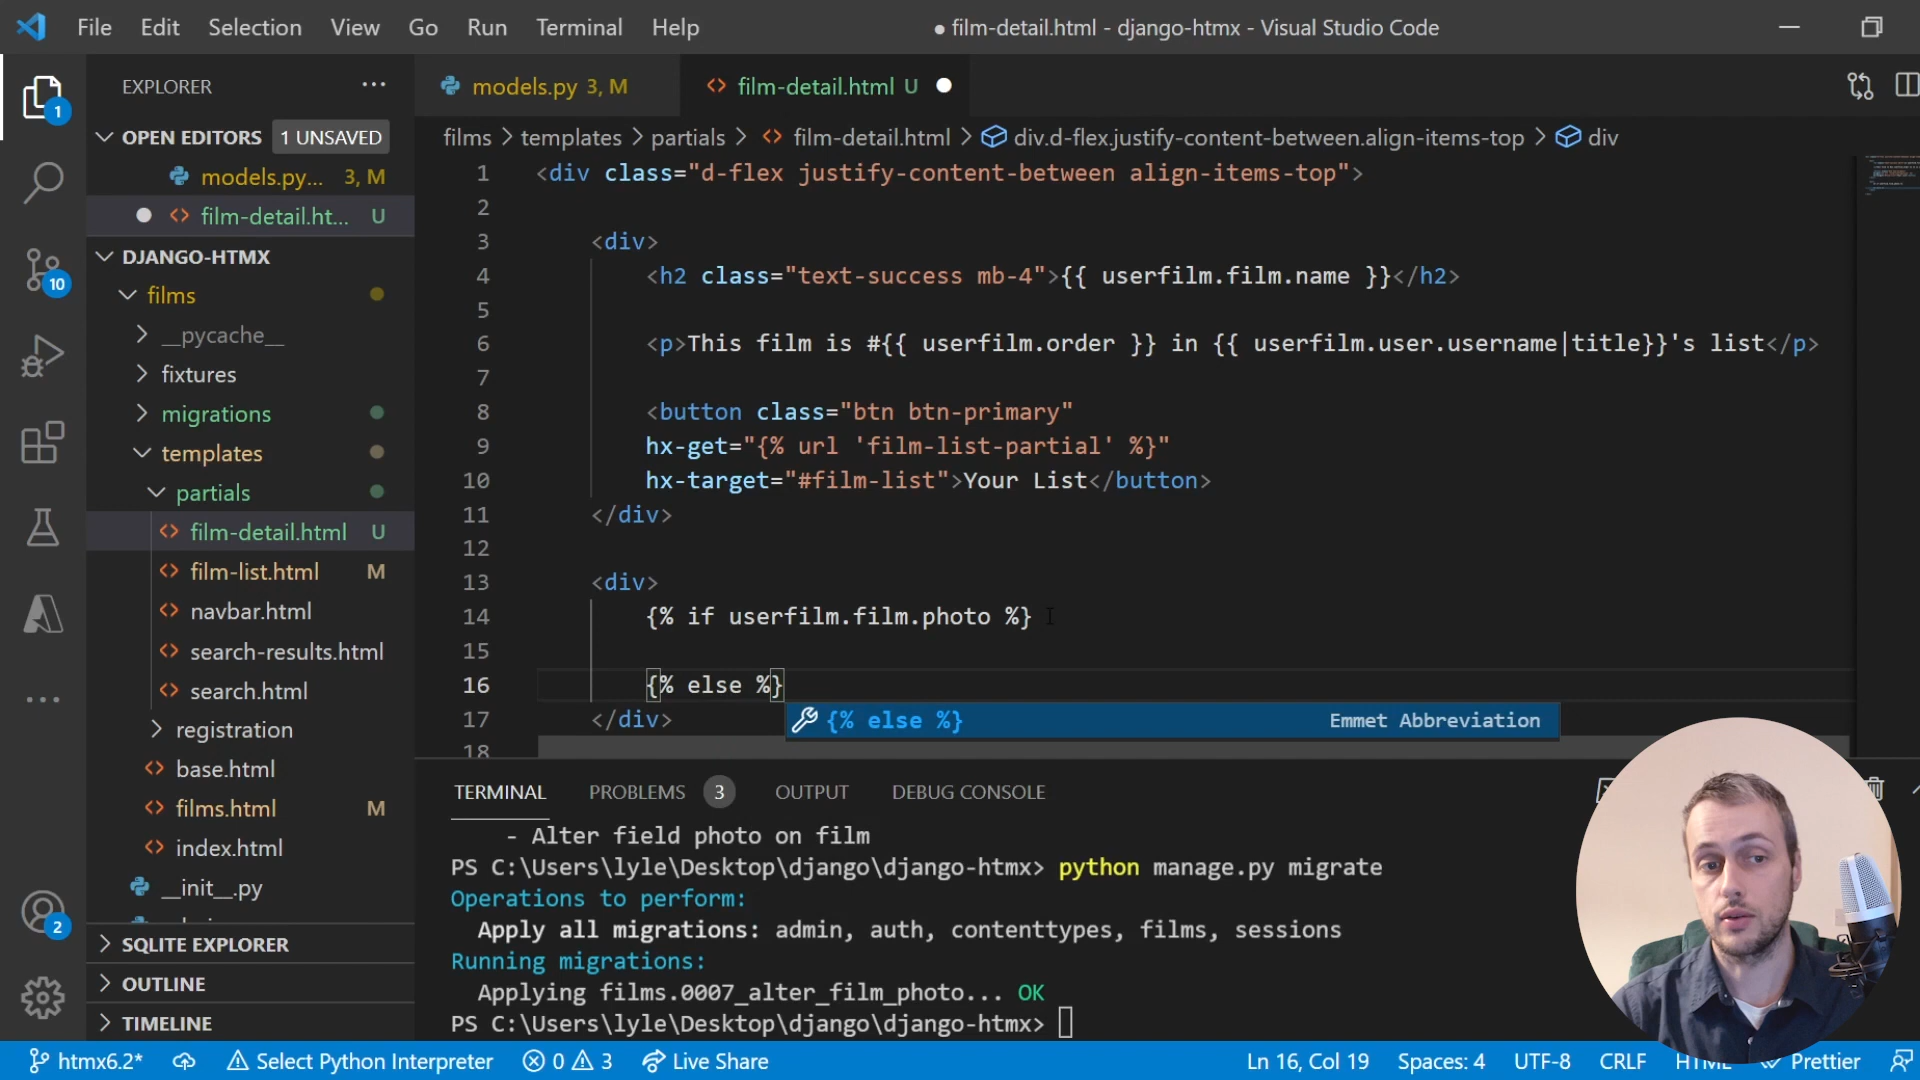 File Edit Selection View Go Run Terminal Help
● film-detail.html - django-htmx - Visual Studio Code
EXPLORER
OPEN EDITORS 1 UNSAVED
models.py... 3, M
film-detail.ht... U
DJANGO-HTMX
films
__pycache__
fixtures
migrations
templates
partials
film-detail.html U
film-list.html M
navbar.html
search-results.html
search.html
registration
base.html
films.html M
index.html
__init__.py
SQLITE EXPLORER
OUTLINE
TIMELINE
1
10
2
models.py 3, M
film-detail.html U
films > templates > partials > film-detail.html > div.d-flex.justify-content-between.align-items-top > div
1 <div class="d-flex justify-content-between align-items-top">
2
3 <div>
4 <h2 class="text-success mb-4">{{ userfilm.film.name }}</h2>
5
6 <p>This film is #{{ userfilm.order }} in {{ userfilm.user.username|title}}'s list</p>
7
8 <button class="btn btn-primary"
9 hx-get="{% url 'film-list-partial' %}"
10 hx-target="#film-list">Your List</button>
11 </div>
12
13 <div>
14 {% if userfilm.film.photo %}
15
16 {% else %}
17 </div>
{% else %} Emmet Abbreviation
18
TERMINAL PROBLEMS 3 OUTPUT DEBUG CONSOLE
- Alter field photo on film
PS C:\Users\lyle\Desktop\django\django-htmx> python manage.py migrate
Operations to perform:
Apply all migrations: admin, auth, contenttypes, films, sessions
Running migrations:
Applying films.0007_alter_film_photo... OK
PS C:\Users\lyle\Desktop\django\django-htmx>
htmx6.2* Select Python Interpreter 0 3 Live Share
Ln 16, Col 19 Spaces: 4 UTF-8 CRLF HTML Prettier